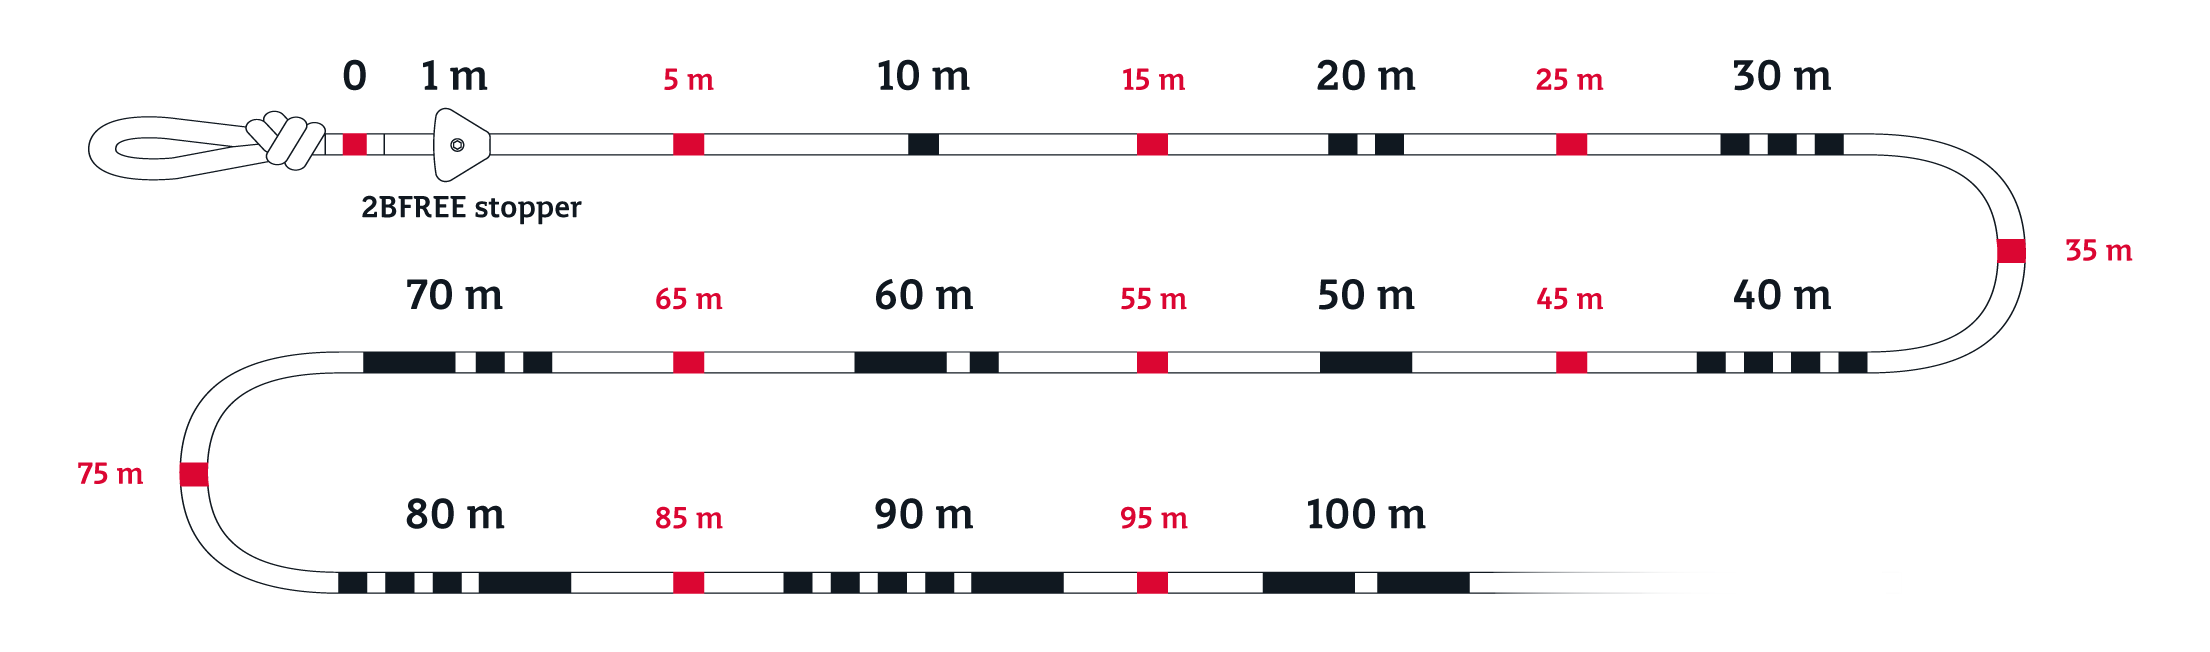 0 1 m 5 m 10 m 15 m 20 m 25 m 30 m
2BFREE stopper
35 m
70 m 65 m 60 m 55 m 50 m 45 m 40 m
75 m
80 m 85 m 90 m 95 m 100 m